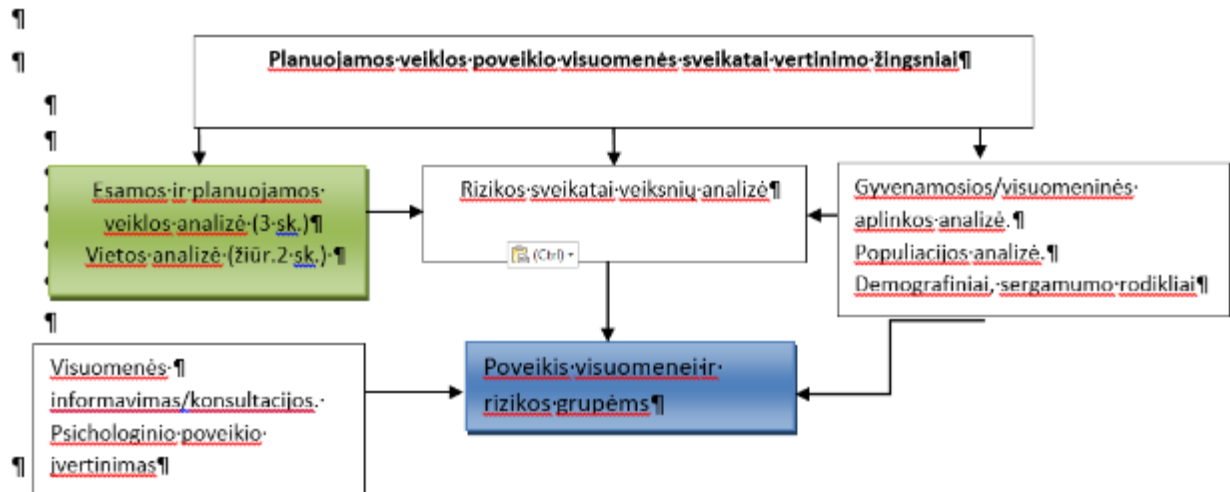 Planuojamos veiklos poveikio visuomenės sveikatai vertinimo žingsniai¶
Esamos ir planuojamos
veiklos analizė (3 sk.)¶
Vietos analizė (žiūr.2 sk.) ¶
Rizikos sveikatai veiksnių analizė¶
(Ctrl)
Gyvenamosios/visuomeninės
aplinkos analizė.¶
Populiacijos analizė.¶
Demografiniai, sergamumo rodikliai¶
Visuomenės ¶
informavimas/konsultacijos.
Psichologinio poveikio
įvertinimas¶
Poveikis visuomenei ir
rizikos grupėms¶